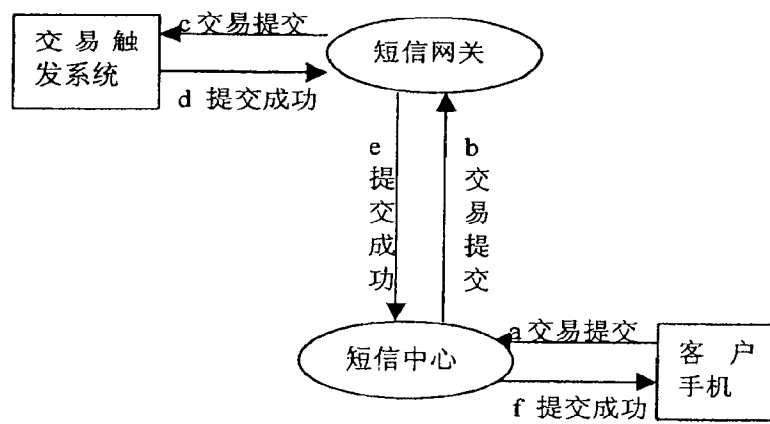 c 交易提交
交易触
发系统
d 提交成功
短信网关
e
提
交
成
功
b
交
易
提
交
a 交易提交
短信中心
客户
手机
f 提交成功